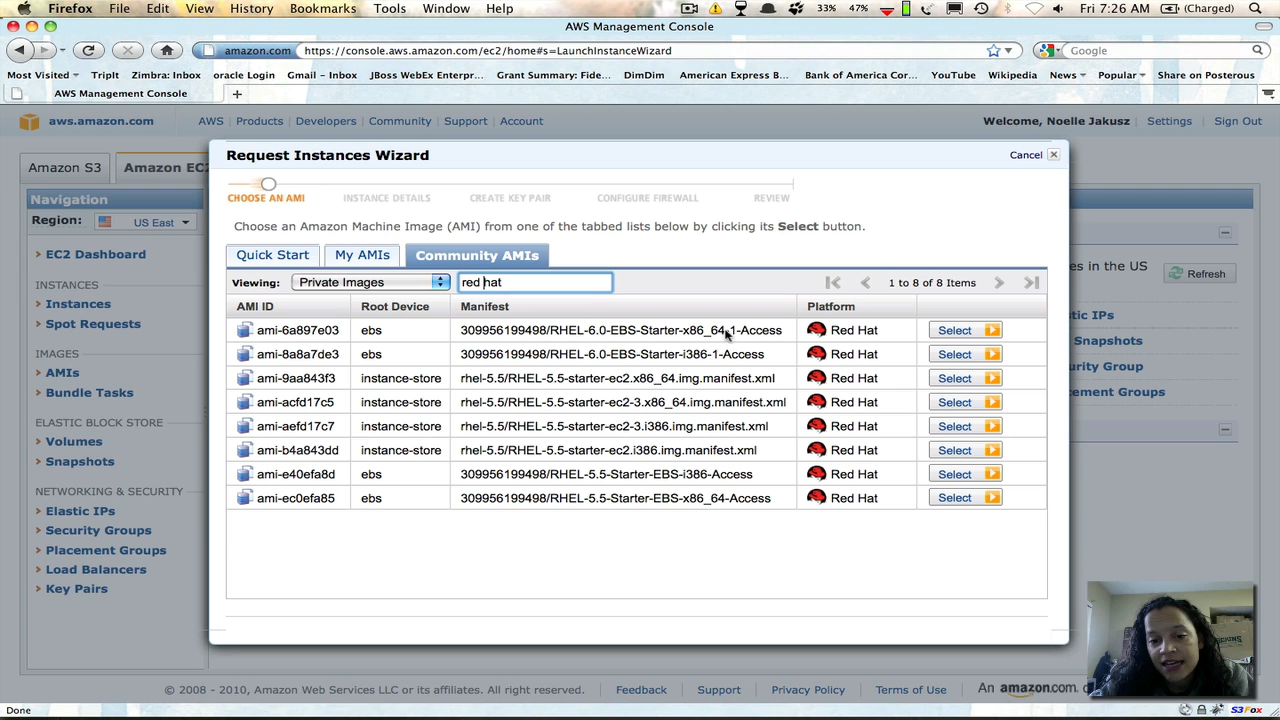 Firefox File Edit View History Bookmarks Tools Window Help 33% 47% Fri 7:26 AM (Charged)
AWS Management Console
amazon.com https://console.aws.amazon.com/ec2/home#s=LaunchInstanceWizard Google
Most Visited TripIt Zimbra: Inbox oracle Login Gmail - Inbox JBoss WebEx Enterpr... Grant Summary: Fide... DimDim American Express B... Bank of America Cor... YouTube Wikipedia News Popular Share on Posterous
AWS Management Console
aws.amazon.com AWS Products Developers Community Support Account Welcome, Noelle Jakusz Settings Sign Out
Amazon S3 Amazon EC2
Request Instances Wizard Cancel
CHOOSE AN AMI INSTANCE DETAILS CREATE KEY PAIR CONFIGURE FIREWALL REVIEW
Choose an Amazon Machine Image (AMI) from one of the tabbed lists below by clicking its Select button.
Quick Start My AMIs Community AMIs
Viewing: Private Images red hat 1 to 8 of 8 Items
AMI ID Root Device Manifest Platform
ami-6a897e03 ebs 309956199498/RHEL-6.0-EBS-Starter-x86_64-1-Access Red Hat Select
ami-8a8a7de3 ebs 309956199498/RHEL-6.0-EBS-Starter-i386-1-Access Red Hat Select
ami-9aa843f3 instance-store rhel-5.5/RHEL-5.5-starter-ec2.x86_64.img.manifest.xml Red Hat Select
ami-acfd17c5 instance-store rhel-5.5/RHEL-5.5-starter-ec2-3.x86_64.img.manifest.xml Red Hat Select
ami-aefd17c7 instance-store rhel-5.5/RHEL-5.5-starter-ec2-3.i386.img.manifest.xml Red Hat Select
ami-b4a843dd instance-store rhel-5.5/RHEL-5.5-starter-ec2.i386.img.manifest.xml Red Hat Select
ami-e40efa8d ebs 309956199498/RHEL-5.5-Starter-EBS-i386-Access Red Hat Select
ami-ec0efa85 ebs 309956199498/RHEL-5.5-Starter-EBS-x86_64-Access Red Hat Select
Navigation
Region: US East
EC2 Dashboard
INSTANCES
Instances
Spot Requests
IMAGES
AMIs
Bundle Tasks
ELASTIC BLOCK STORE
Volumes
Snapshots
NETWORKING & SECURITY
Elastic IPs
Security Groups
Placement Groups
Load Balancers
Key Pairs
es in the US Refresh
tic IPs
Snapshots
urity Group
cement Groups
© 2008 - 2010, Amazon Web Services LLC or its affiliates. All right reserved. Feedback Support Privacy Policy Terms of Use An amazon.com
Done S3Fox